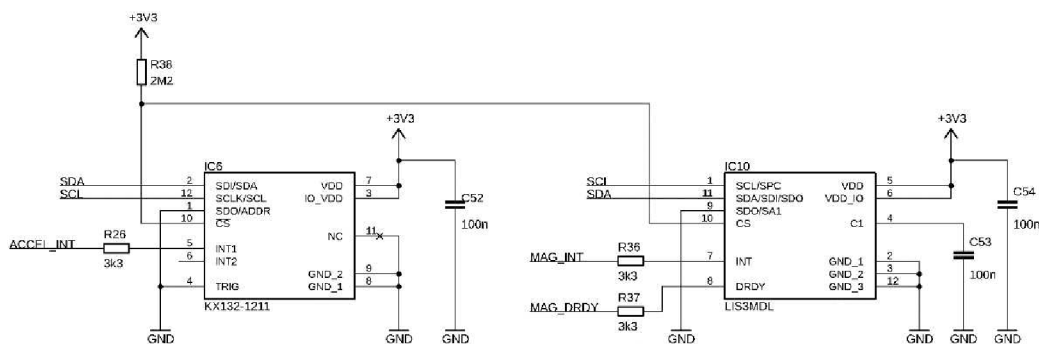 +3V3
R38
2M2
+3V3
IC6
SDA 2 SDI/SDA VDD 7
SCL 12 SCLK/SCL IO_VDD 3
1 SDO/ADDR
10 CS
C52
100n
NC 11
ACCEL_INT R26 5 INT1
3k3 6 INT2
GND_2 9
4 TRIG GND_1 8
KX132-1211
GND GND GND
+3V3
IC10
SCL 1 SCL/SPC VDD 5
SDA 11 SDA/SDI/SDO VDD_IO 6
9 SDO/SA1
10 CS C1 4
C54
100n
C53
100n
MAG_INT R36 7 INT GND_1 2
3k3 GND_2 3
MAG_DRDY R37 8 DRDY GND_3 12
3k3 LIS3MDL
GND GND GND GND